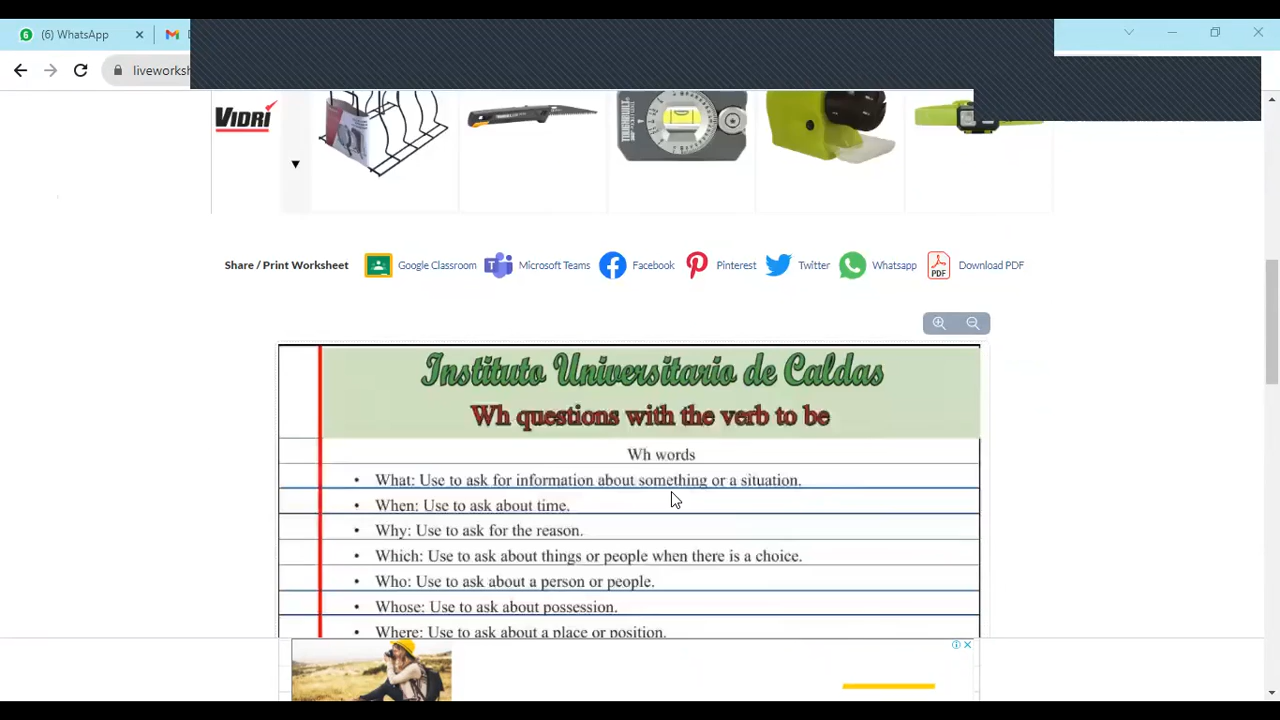 6 (6) WhatsApp
liveworksh
VIDRÍ
Share / Print Worksheet Google Classroom Microsoft Teams Facebook Pinterest Twitter Whatsapp PDF Download PDF
Instituto Universitario de Caldas
Wh questions with the verb to be
Wh words
• What: Use to ask for information about something or a situation.
• When: Use to ask about time.
• Why: Use to ask for the reason.
• Which: Use to ask about things or people when there is a choice.
• Who: Use to ask about a person or people.
• Whose: Use to ask about possession.
• Where: Use to ask about a place or position.